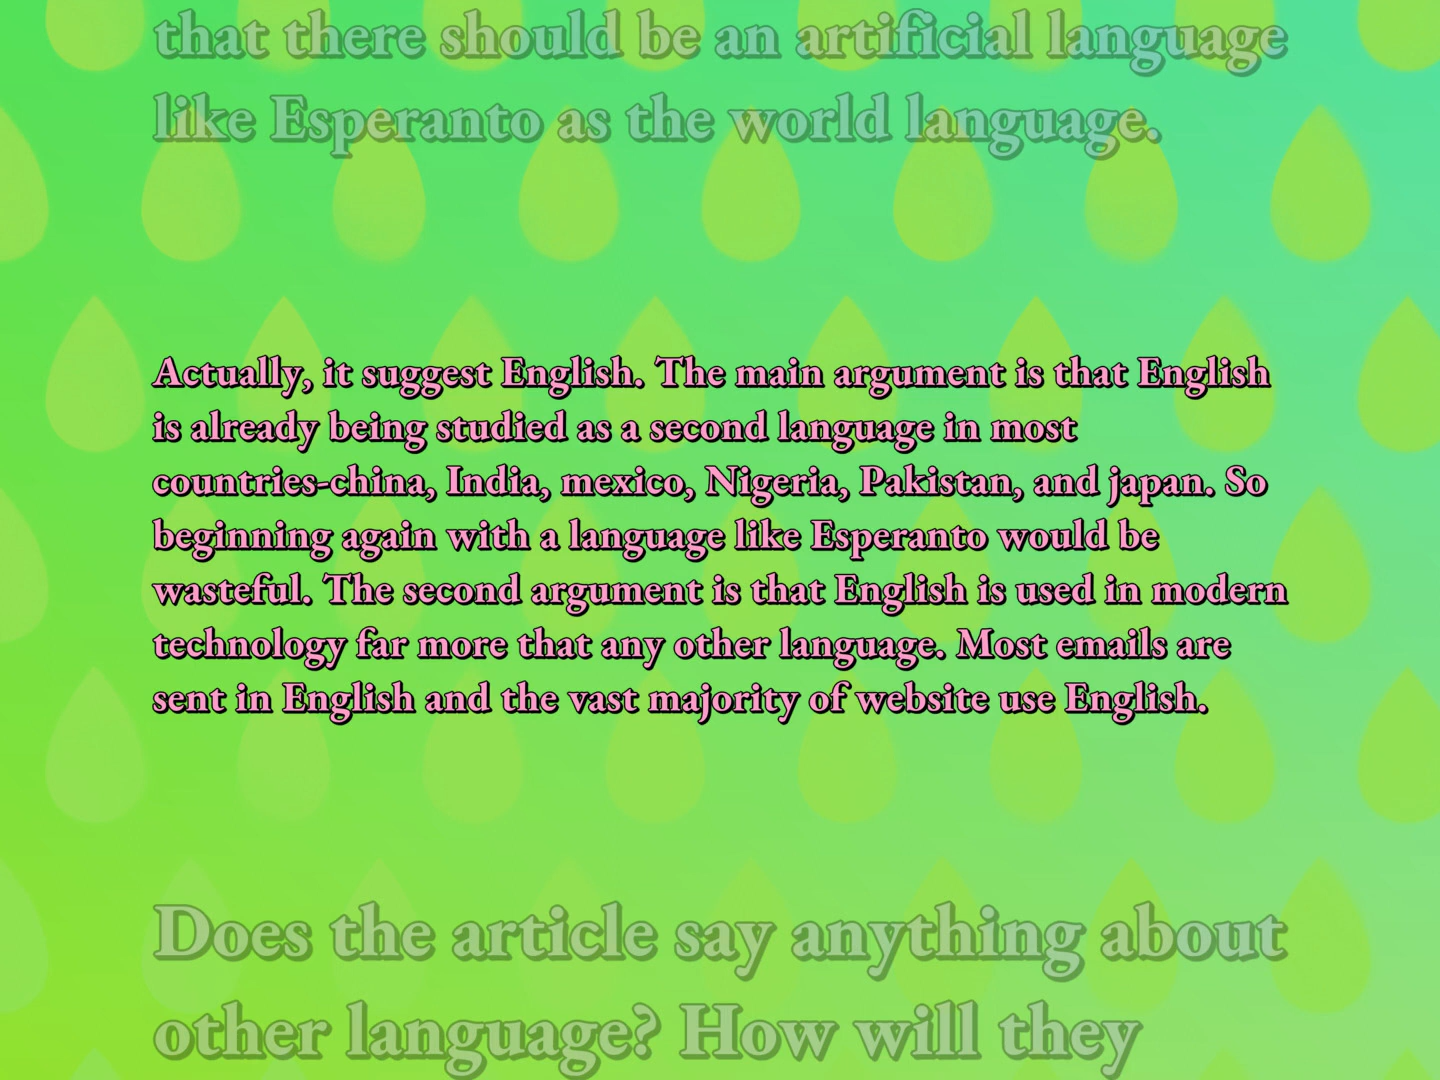 that there should be an artificial language
like Esperanto as the world language.
Actually, it suggest English. The main argument is that English
is already being studied as a second language in most
countries-china, India, mexico, Nigeria, Pakistan, and japan. So
beginning again with a language like Esperanto would be
wasteful. The second argument is that English is used in modern
technology far more that any other language. Most emails are
sent in English and the vast majority of website use English.
Does the article say anything about
other language? How will they